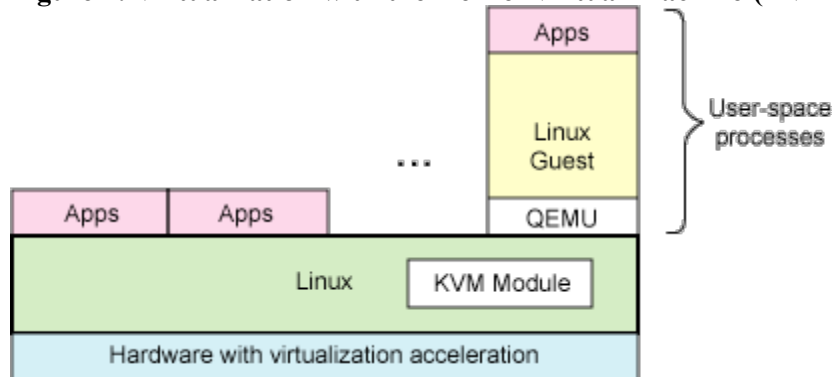 Apps
User-space
processes
Linux
Guest
...
Apps
Apps
QEMU
Linux
KVM Module
Hardware with virtualization acceleration